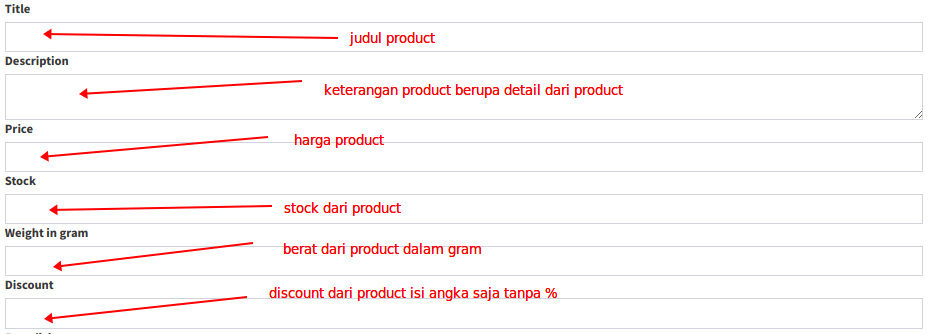 Title
judul product
Description
keterangan product berupa detail dari product
Price
harga product
Stock
stock dari product
Weight in gram
berat dari product dalam gram
Discount
discount dari product isi angka saja tanpa %